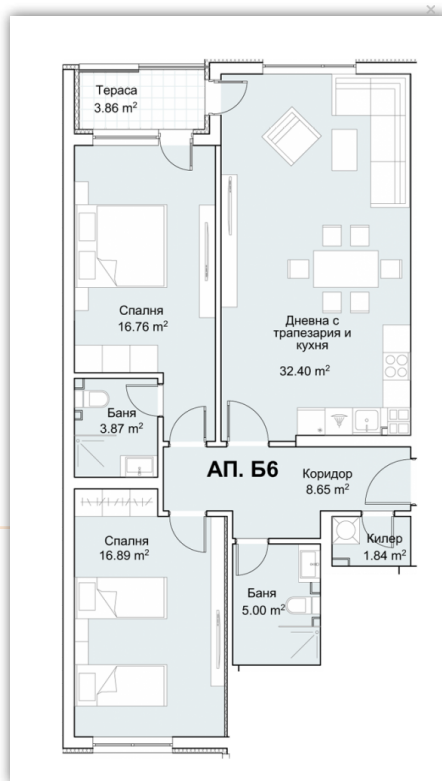 Тераса
3.86 m²
Спалня
16.76 m²
Дневна с
трапезария и
кухня
32.40 m²
Баня
3.87 m²
АП. Б6
Коридор
8.65 m²
Спалня
16.89 m²
Килер
1.84 m²
Баня
5.00 m²